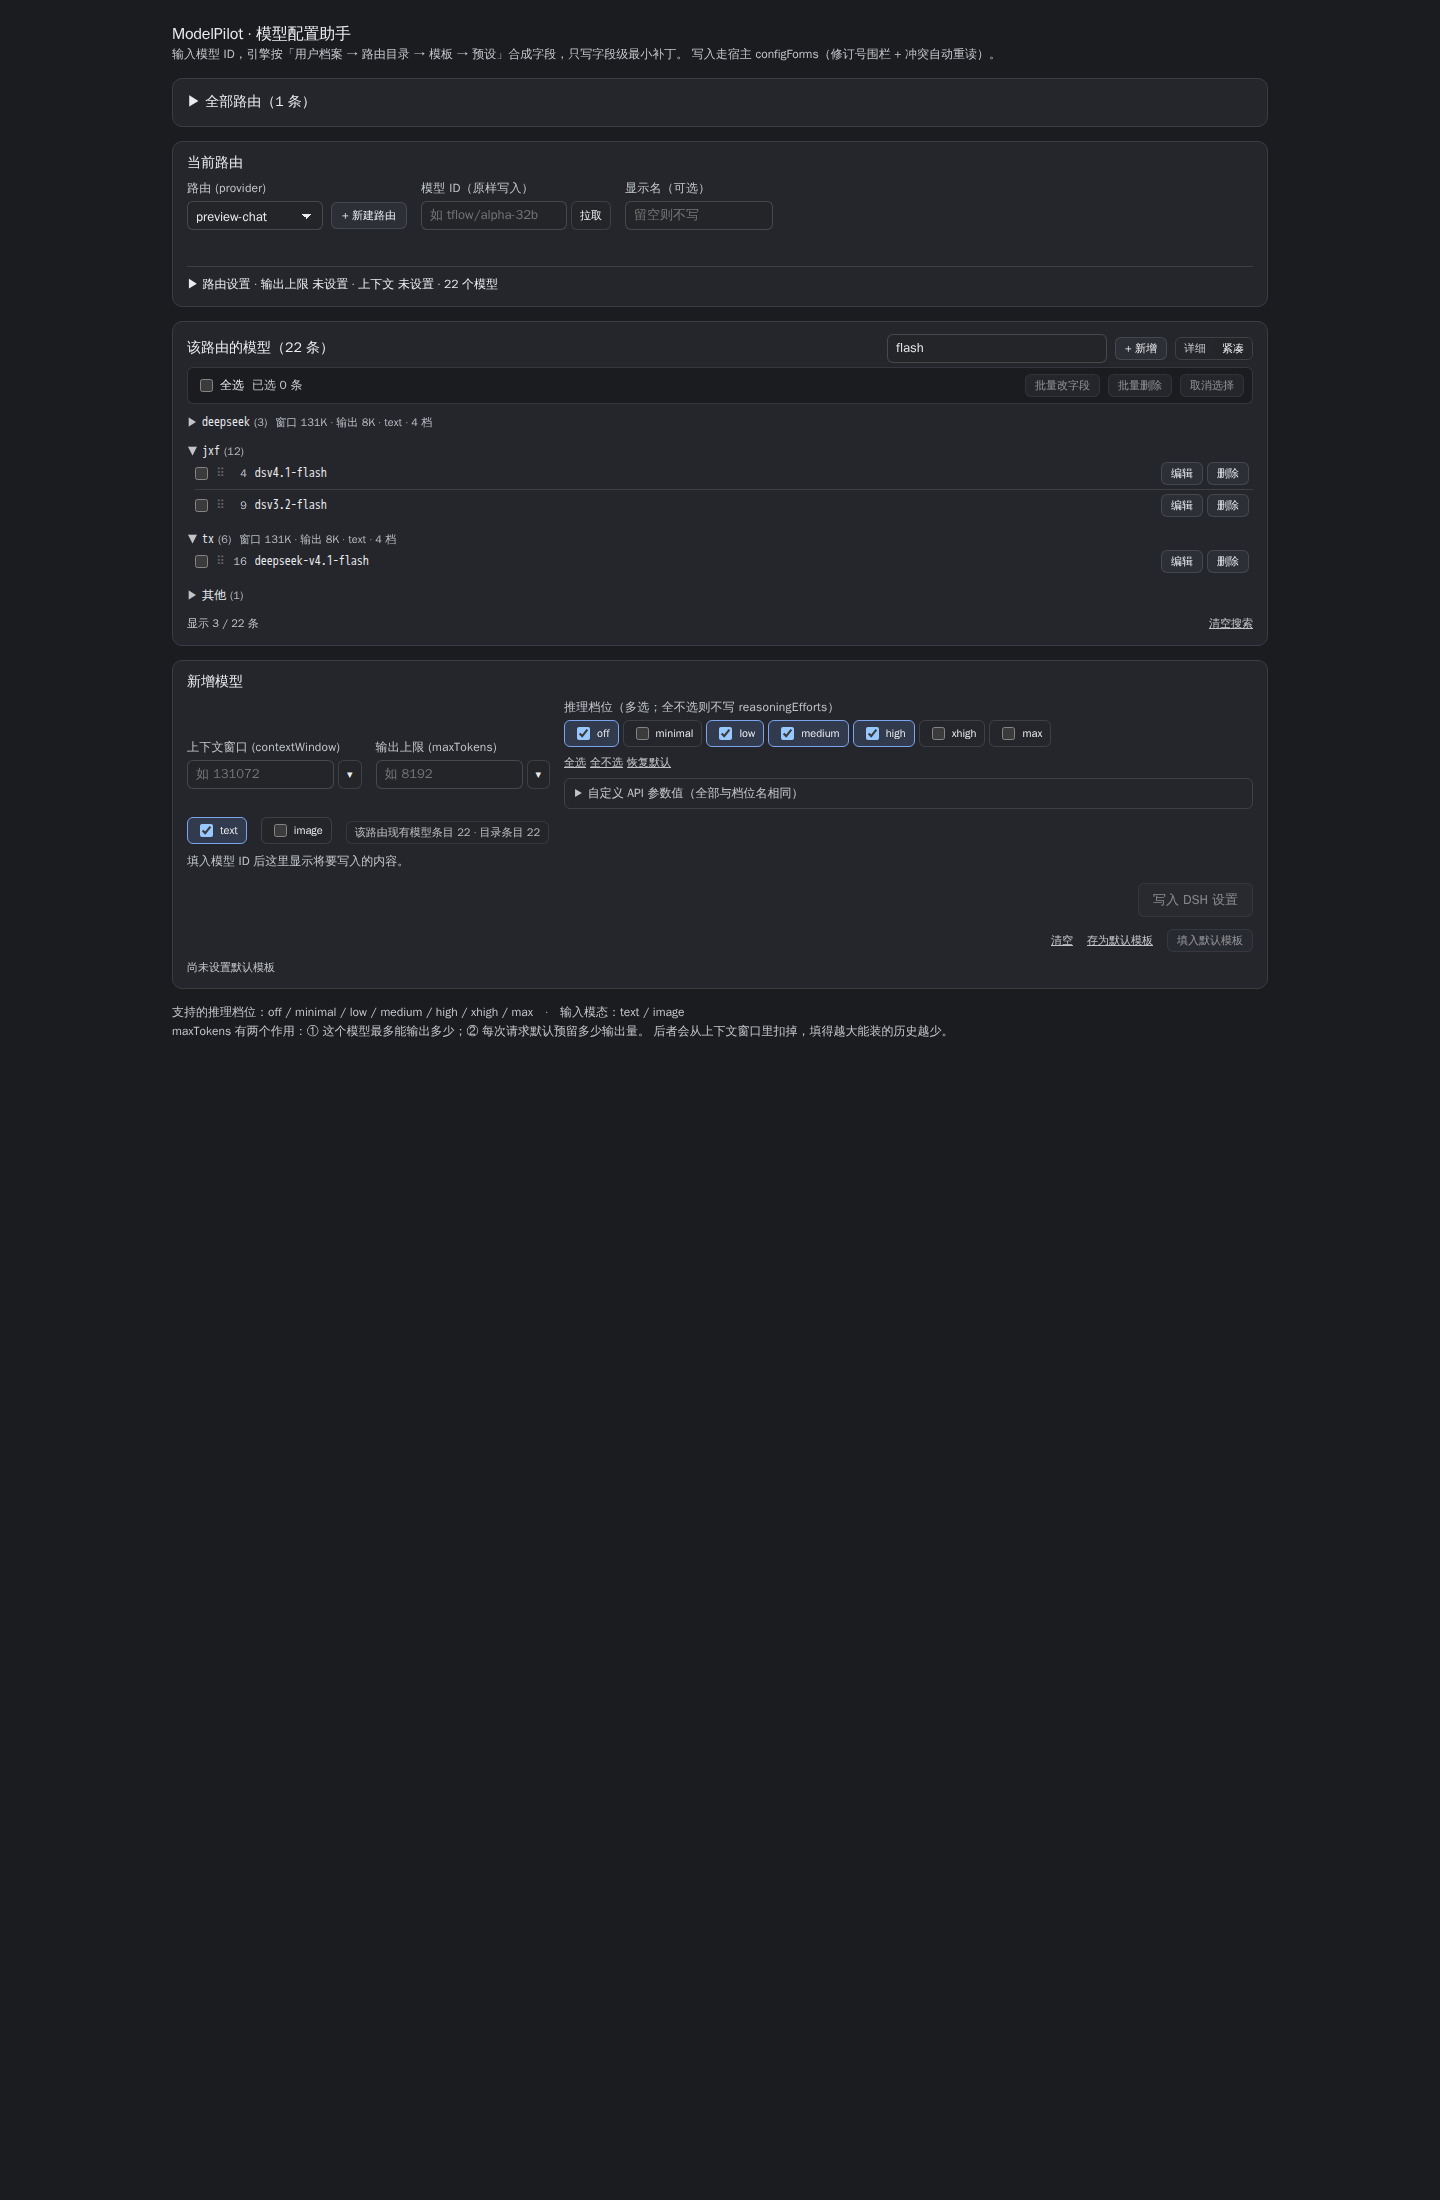 ModelPilot · 模型配置助手
输入模型 ID，引擎按「用户档案 → 路由目录 → 模板 → 预设」合成字段，只写字段级最小补丁。 写入走宿主 configForms（修订号围栏 + 冲突自动重读）。
▶ 全部路由（1 条）
当前路由
路由 (provider) 模型 ID（原样写入） 显示名（可选）
preview-chat + 新建路由 如 tflow/alpha-32b 拉取 留空则不写
▶ 路由设置 · 输出上限 未设置 · 上下文 未设置 · 22 个模型
该路由的模型（22 条） flash + 新增 详细 紧凑
全选 已选 0 条 批量改字段 批量删除 取消选择
▶ deepseek (3) 窗口 131K · 输出 8K · text · 4 档
▼ jxf (12)
⠿ 4 dsv4.1-flash 编辑 删除
⠿ 9 dsv3.2-flash 编辑 删除
▼ tx (6) 窗口 131K · 输出 8K · text · 4 档
⠿ 16 deepseek-v4.1-flash 编辑 删除
▶ 其他 (1)
显示 3 / 22 条 清空搜索
新增模型
推理档位（多选；全不选则不写 reasoningEfforts）
off minimal low medium high xhigh max
上下文窗口 (contextWindow) 输出上限 (maxTokens)
全选 全不选 恢复默认
如 131072 ▾ 如 8192 ▾
▶ 自定义 API 参数值（全部与档位名相同）
text image 该路由现有模型条目 22 · 目录条目 22
填入模型 ID 后这里显示将要写入的内容。
写入 DSH 设置
清空 存为默认模板 填入默认模板
尚未设置默认模板
支持的推理档位：off / minimal / low / medium / high / xhigh / max · 输入模态：text / image
maxTokens 有两个作用：① 这个模型最多能输出多少；② 每次请求默认预留多少输出量。 后者会从上下文窗口里扣掉，填得越大能装的历史越少。